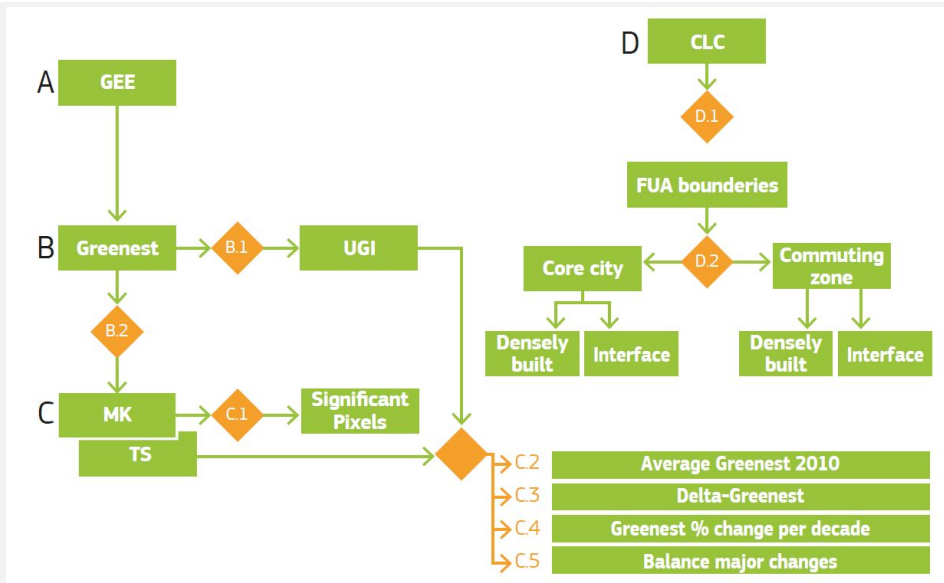 A
GEE
B
Greenest
B.1
UGI
B.2
C
MK
TS
C.1
Significant
Pixels
C.2
Average Greenest 2010
C.3
Delta-Greenest
C.4
Greenest % change per decade
C.5
Balance major changes
D
CLC
D.1
FUA bounderies
D.2
Core city
Commuting
zone
Densely
built
Interface
Densely
built
Interface